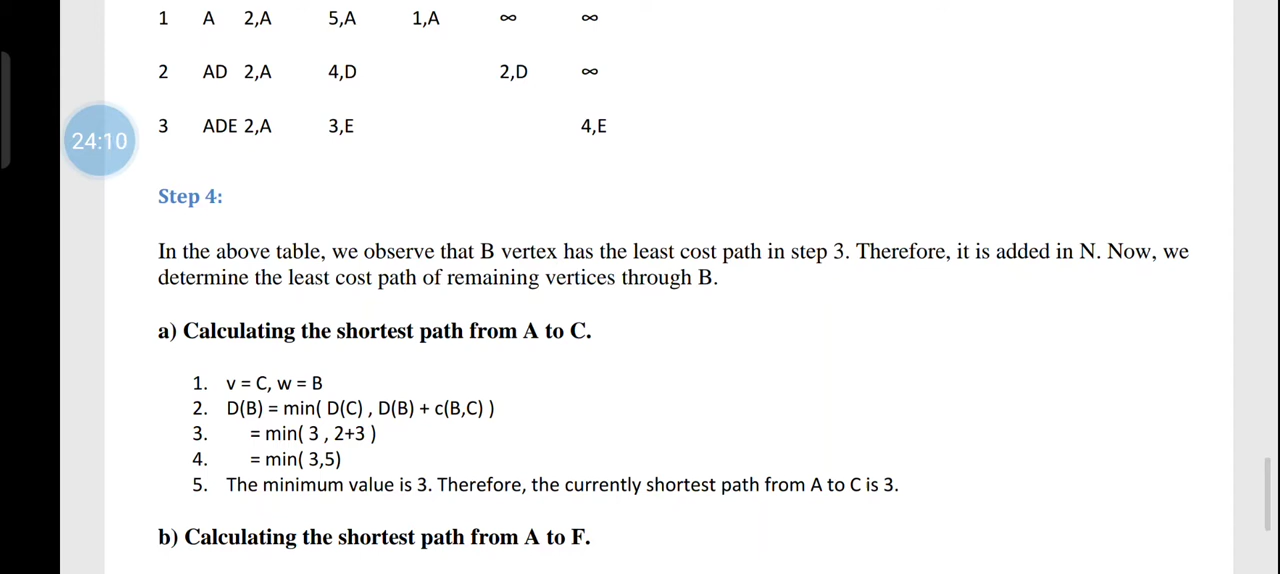 1 A 2,A 5,A 1,A ∞ ∞
2 AD 2,A 4,D 2,D ∞
3 ADE 2,A 3,E 4,E
24:10
Step 4:
In the above table, we observe that B vertex has the least cost path in step 3. Therefore, it is added in N. Now, we
determine the least cost path of remaining vertices through B.
a) Calculating the shortest path from A to C.
1. v = C, w = B
2. D(B) = min( D(C) , D(B) + c(B,C) )
3. = min( 3 , 2+3 )
4. = min( 3,5)
5. The minimum value is 3. Therefore, the currently shortest path from A to C is 3.
b) Calculating the shortest path from A to F.